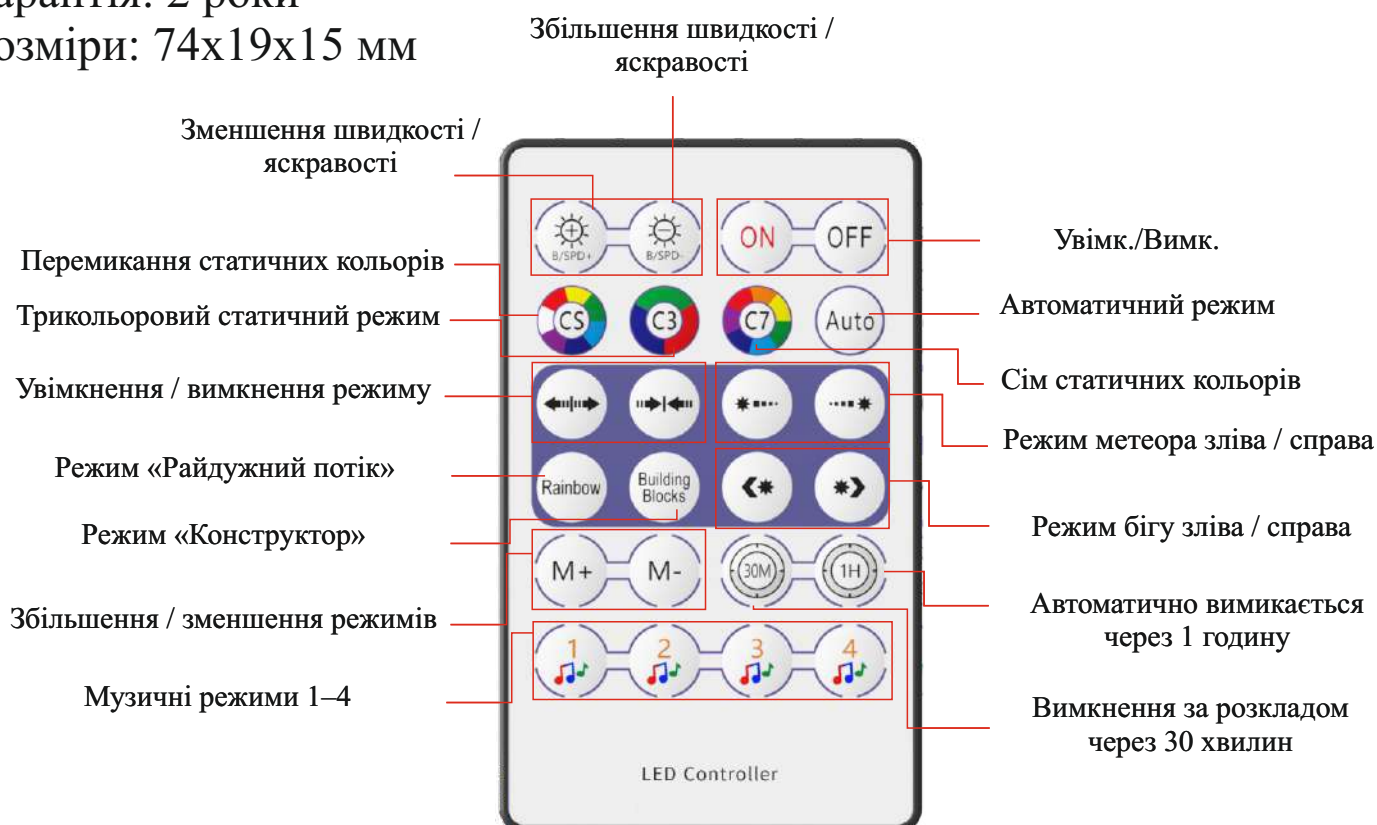 арантія: 2 роки
озміри: 74x19x15 мм
Збільшення швидкості /
яскравості
Зменшення швидкості /
яскравості
B/SPD+
B/SPD-
ON
OFF
Увімк./Вимк.
Перемикання статичних кольорів
Трикольоровий статичний режим
CS
C3
C7
Auto
Автоматичний режим
Увімкнення / вимкнення режиму
Сім статичних кольорів
Режим метеора зліва / справа
Режим «Райдужний потік»
Rainbow
Building
Blocks
Режим «Конструктор»
Режим бігу зліва / справа
M+
M-
30M
1H
Збільшення / зменшення режимів
Автоматично вимикається
через 1 годину
1
2
3
4
Музичні режими 1–4
Вимкнення за розкладом
через 30 хвилин
LED Controller